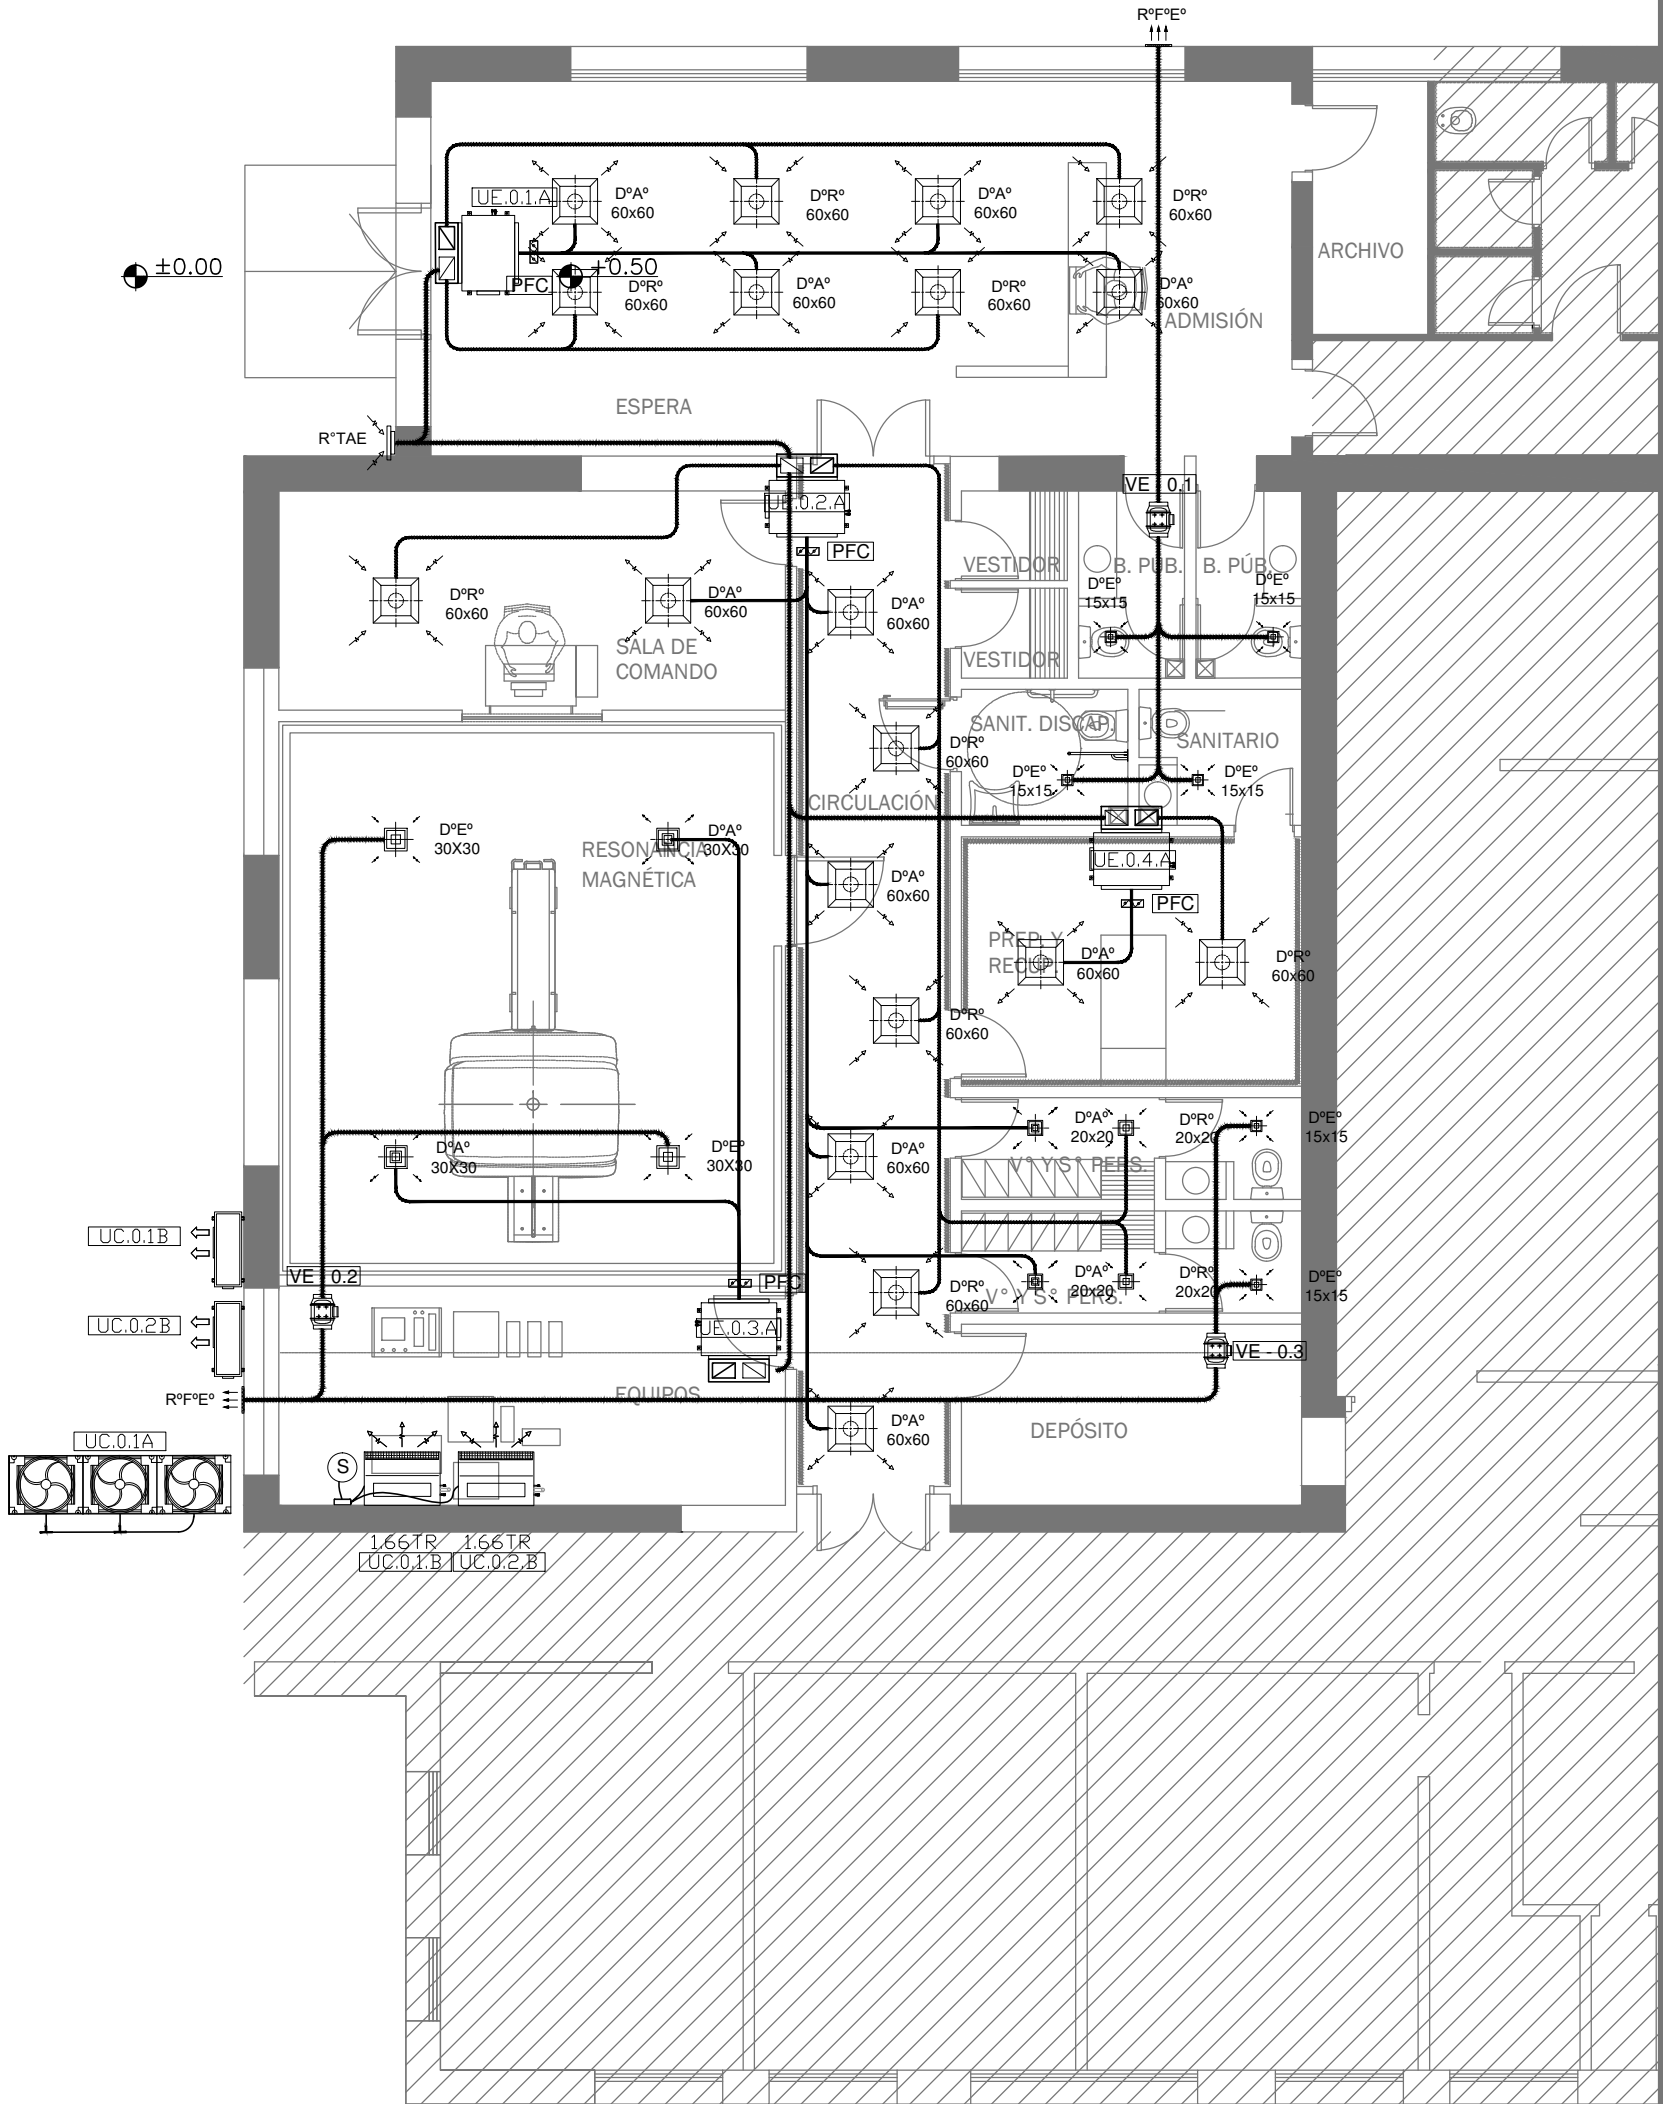 RºFºEº
UE.0.1.A
DºAº
60x60
DºRº
60x60
DºAº
60x60
DºRº
60x60
ARCHIVO
±0.00
+0.50
PFC
DºRº
60x60
DºAº
60x60
DºRº
60x60
DºAº
60x60
ADMISIÓN
ESPERA
R°TAE
UE.0.2.A
VE - 0.1
PFC
VESTIDOR
B. PÚB.
B. PÚB.
DºEº
15x15
DºEº
15x15
DºRº
60x60
DºAº
60x60
DºAº
60x60
SALA DE
COMANDO
VESTIDOR
SANIT. DISCAP.
SANITARIO
DºRº
60x60
DºEº
15x15
DºEº
15x15
CIRCULACIÓN
DºEº
30X30
DºAº
30X30
RESONANCIA
MAGNÉTICA
UE.0.4.A
DºAº
60x60
PFC
PREP. Y
RECUP.
DºAº
60x60
DºRº
60x60
DºRº
60x60
DºAº
20x20
DºRº
20x20
DºEº
15x15
DºAº
30X30
DºEº
30X30
DºAº
60x60
V° Y S° PERS.
UC.0.1B
VE - 0.2
PFC
DºRº
60x60
DºAº
20x20
DºRº
20x20
DºEº
15x15
V° Y S° PERS.
UC.0.2B
UE.0.3.A
VE - 0.3
RºFºEº
EQUIPOS
DºAº
60x60
DEPÓSITO
UC.0.1A
S
1.66TR
UC.0.1.B
1.66TR
UC.0.2.B